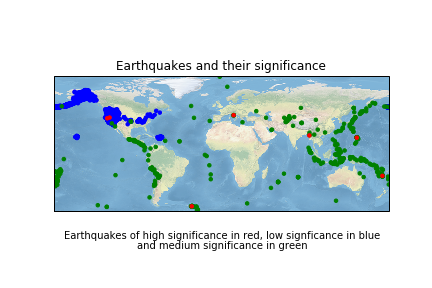 Earthquakes and their significance
Earthquakes of high significance in red, low signficance in blue
and medium significance in green